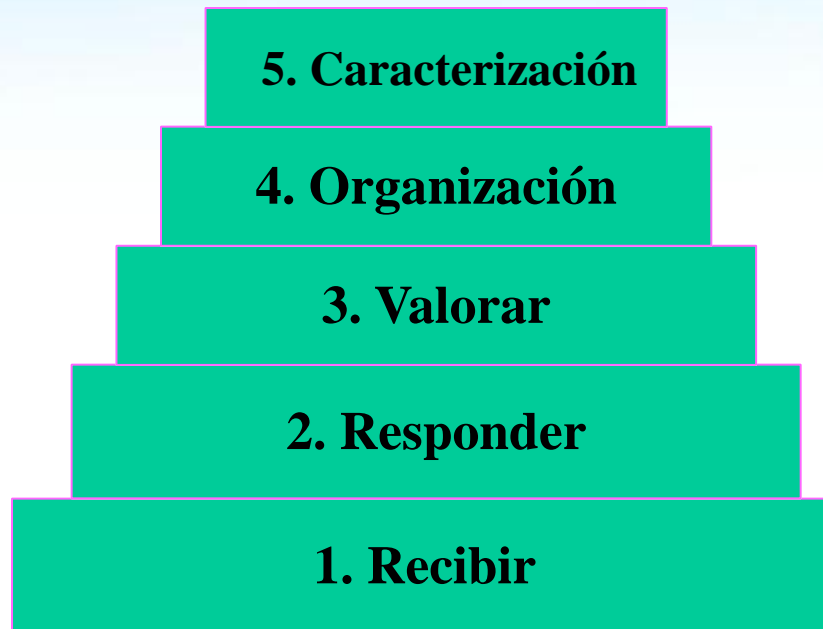 5. Caracterización
4. Organización
3. Valorar
2. Responder
1. Recibir